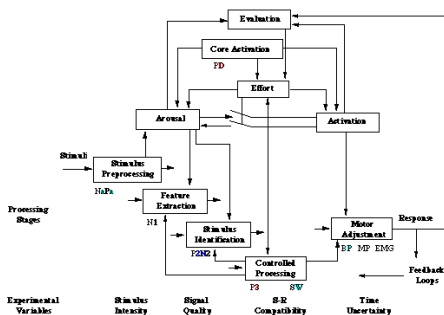 Evaluation
Core Activation
PD
Effort
Arousal
Activation
Stimuli
Stimulus
Preprocessing
NaPa
Feature
Extraction
N1
Processing
Stages
Stimulus
Identification
P2N2
Motor
Adjustment
Response
BP MP EMG
Controlled
Processing
P3 SW
Feedback
Loops
Experimental
Variables
Stimulus
Intensity
Signal
Quality
S-R
Compatibility
Time
Uncertainty